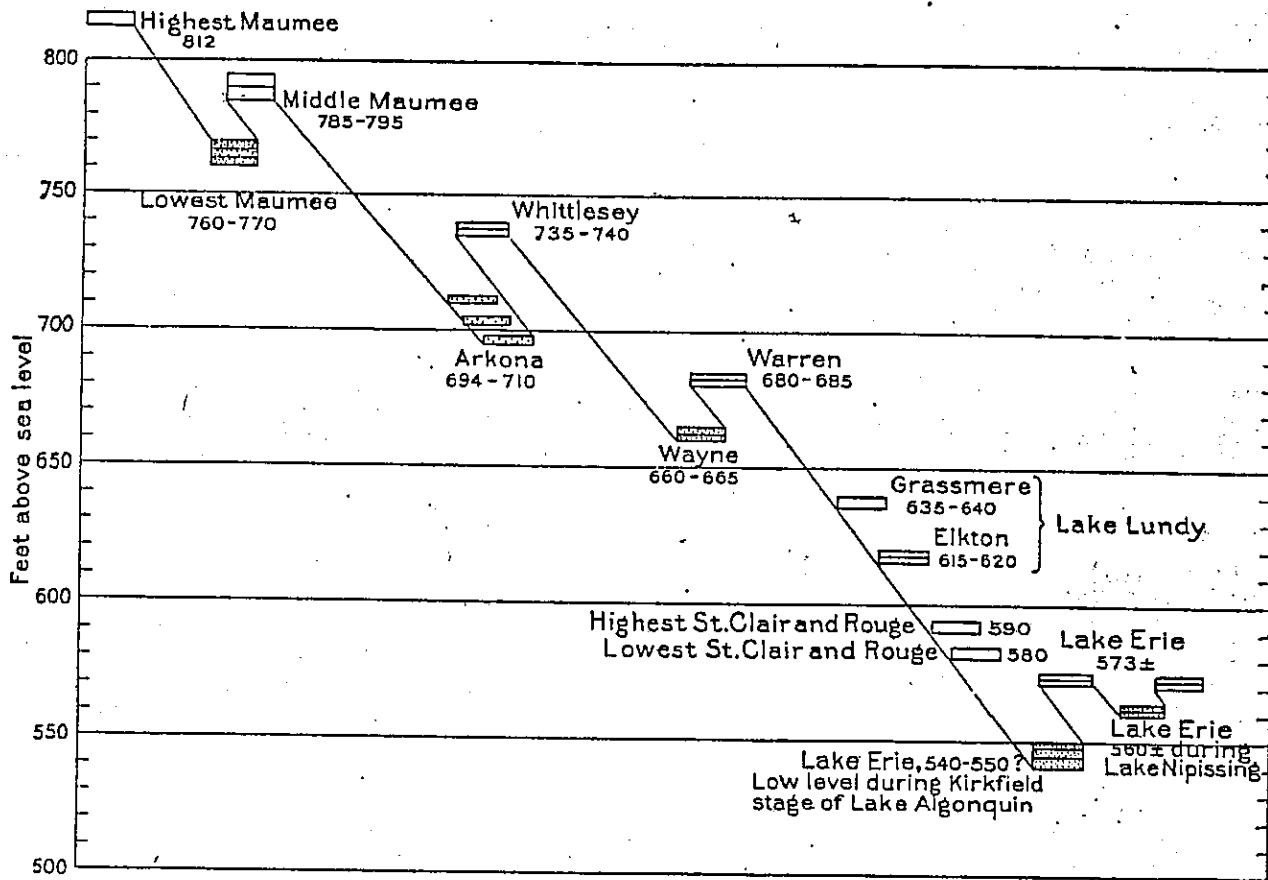 Highest Maumee
812
800
Middle Maumee
785-795
750
Lowest Maumee
760-770
Whittlesey
735-740
700
Arkona
694-710
Warren
680-685
650
Wayne
660-665
Grassmere
635-640
Lake Lundy
Elkton
615-620
600
Highest St. Clair and Rouge
590
Lowest St. Clair and Rouge
580
Lake Erie
573±
550
Lake Erie
560± during
Lake Nipissing
Lake Erie, 540-550?
Low level during Kirkfield
stage of Lake Algonquin
500
Feet above sea level